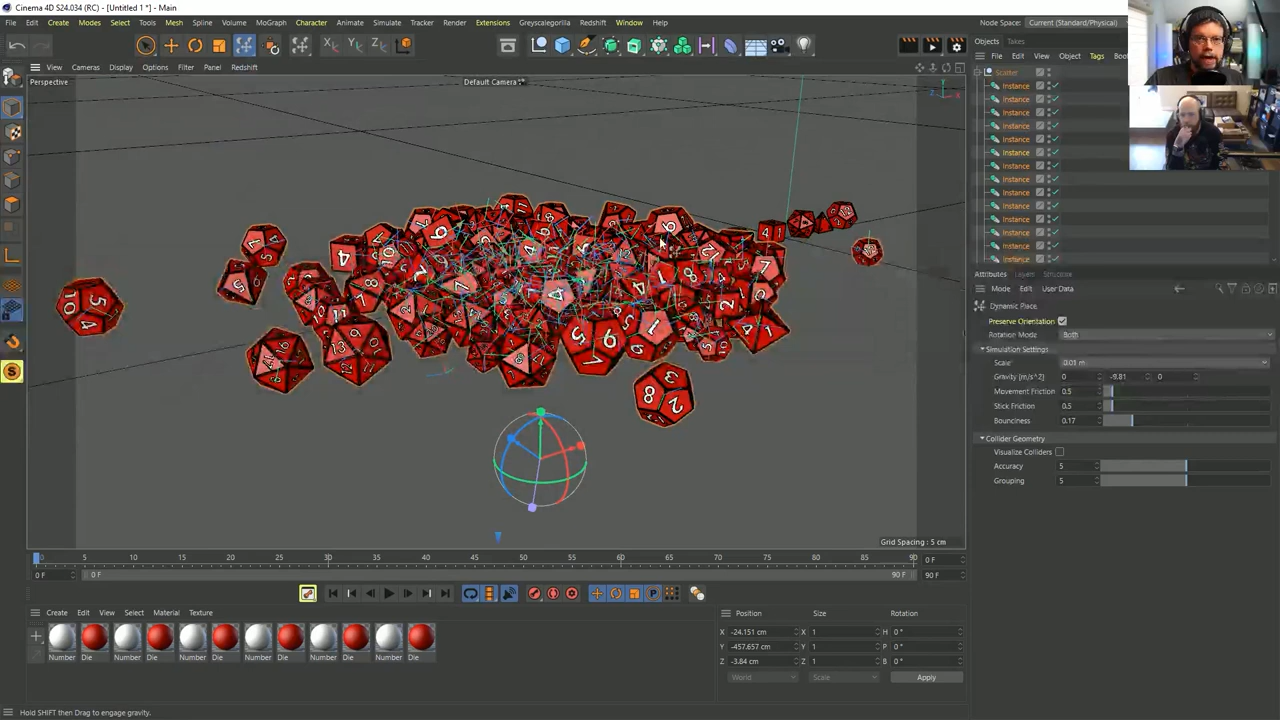 Cinema 4D S24.034 (RC) - [Untitled 1 *] - Main
File Create Modes Select Tools Mesh Spline Volume MoGraph Character Animate Simulate Tracker Render Extensions Greyscalegorilla Redshift Window Help
Node Space: Current (Standard/Physical)
View Cameras Display Options Filter Panel Redshift
Perspective
Default Camera
Objects Takes
File Edit View Object Tags
Scatter
Instance
Instance
Instance
Instance
Instance
Instance
Instance
Instance
Instance
Instance
Instance
Instance
Instance
Instance
Attributes Layers Structure
Mode Edit User Data
Dynamic Place
Preserve Orientation
Rotation Mode Both
Simulation Settings
Scale 0.01 m
Gravity [m/s^2] 0 -9.81 0
Movement Friction 0.5
Stick Friction 0.5
Bounciness 0.17
Collider Geometry
Visualize Colliders
Accuracy 5
Grouping 5
Grid Spacing : 5 cm
0 5 10 15 20 25 30 35 40 45 50 55 60 65 70 75 80 85 90 0 F
0 F 0 F 90 F 90 F
Create Edit View Select Material Texture
Number Die Number Die Number Die Number Die Number Die Number Die
Position Size Rotation
X -24.151 cm X 1 H 0 °
Y -457.657 cm Y 1 P 0 °
Z -3.84 cm Z 1 B 0 °
World Scale Apply
Hold SHIFT then Drag to engage gravity.